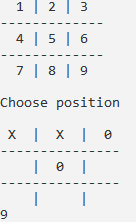 1 | 2 | 3
---------------
4 | 5 | 6
---------------
7 | 8 | 9
Choose position
X | X | 0
-----------------
| 0 |
-----------------
| |
9